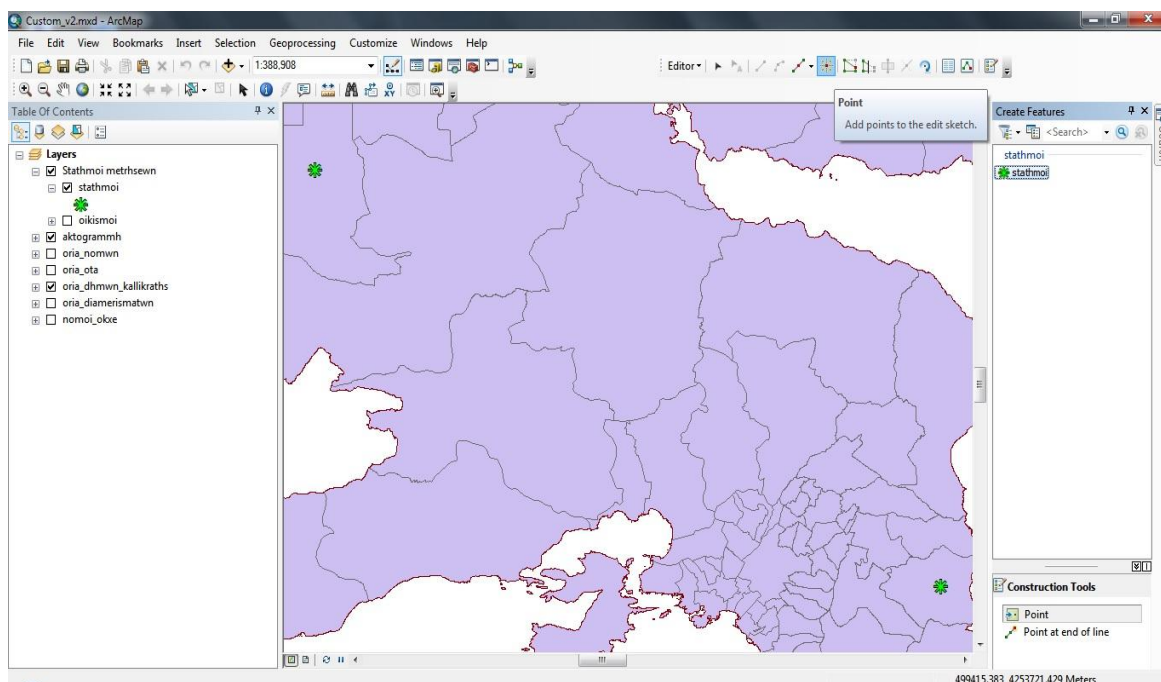 Custom_v2.mxd - ArcMap
File Edit View Bookmarks Insert Selection Geoprocessing Customize Windows Help
1:388,908
Editor
Table Of Contents
Layers
Stathmoi metrhsewn
stathmoi
oikismoi
aktogrammh
oria_nomwn
oria_ota
oria_dhmwn_kallikraths
oria_diamerismatwn
nomoi_okxe
Point
Add points to the edit sketch.
Create Features
<Search>
stathmoi
stathmoi
Construction Tools
Point
Point at end of line
499415,383 4253721,429 Meters